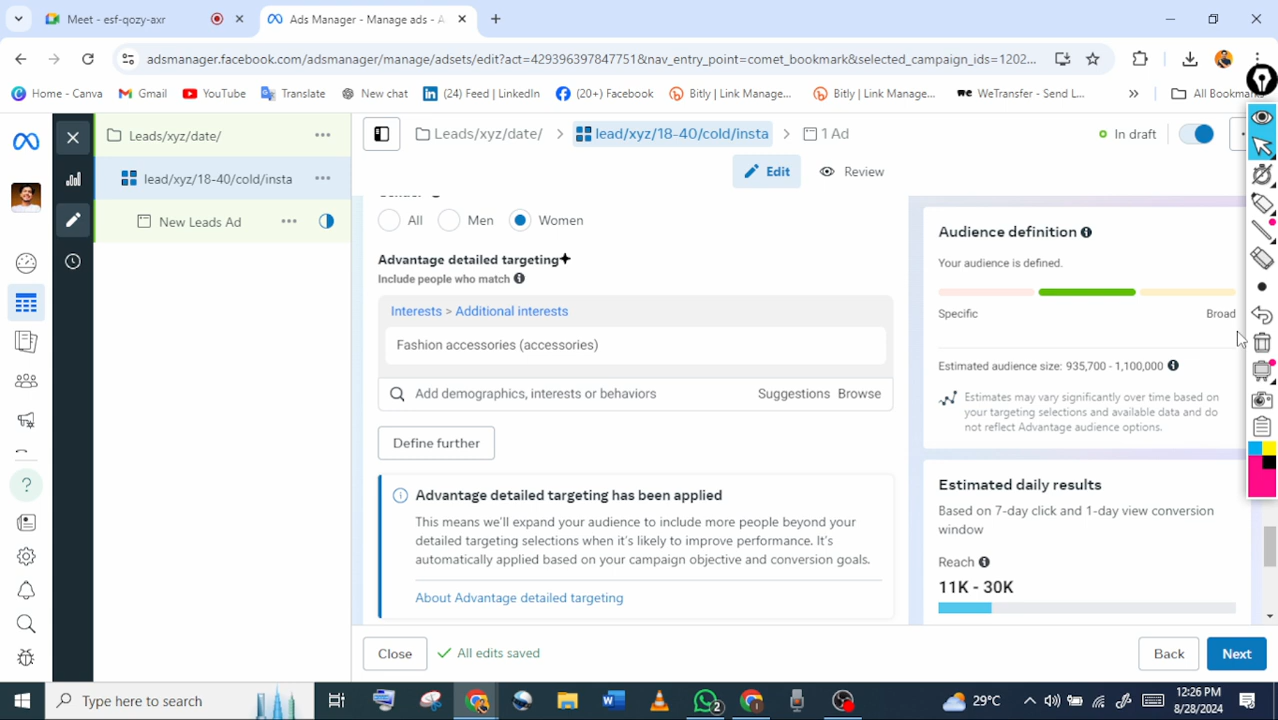 Meet - esf-qozy-axr
Ads Manager - Manage ads - A
adsmanager.facebook.com/adsmanager/manage/adsets/edit?act=429396397847751&nav_entry_point=comet_bookmark&selected_campaign_ids=1202...
Home - Canva
Gmail
YouTube
Translate
New chat
(24) Feed | LinkedIn
(20+) Facebook
Bitly | Link Manage...
Bitly | Link Manage...
WeTransfer - Send L...
»
All Bookmarks
Leads/xyz/date/
lead/xyz/18-40/cold/insta
New Leads Ad
Leads/xyz/date/ > lead/xyz/18-40/cold/insta > 1 Ad
In draft
Edit
Review
All
Men
Women
Advantage detailed targeting
Include people who match
Interests > Additional interests
Fashion accessories (accessories)
Add demographics, interests or behaviors
Suggestions
Browse
Define further
Advantage detailed targeting has been applied
This means we'll expand your audience to include more people beyond your
detailed targeting selections when it's likely to improve performance. It's
automatically applied based on your campaign objective and conversion goals.
About Advantage detailed targeting
Audience definition
Your audience is defined.
Specific
Broad
Estimated audience size: 935,700 - 1,100,000
Estimates may vary significantly over time based on
your targeting selections and available data and do
not reflect Advantage audience options.
Estimated daily results
Based on 7-day click and 1-day view conversion
window
Reach
11K - 30K
Close
All edits saved
Back
Next
Type here to search
2
29°C
12:26 PM
8/28/2024